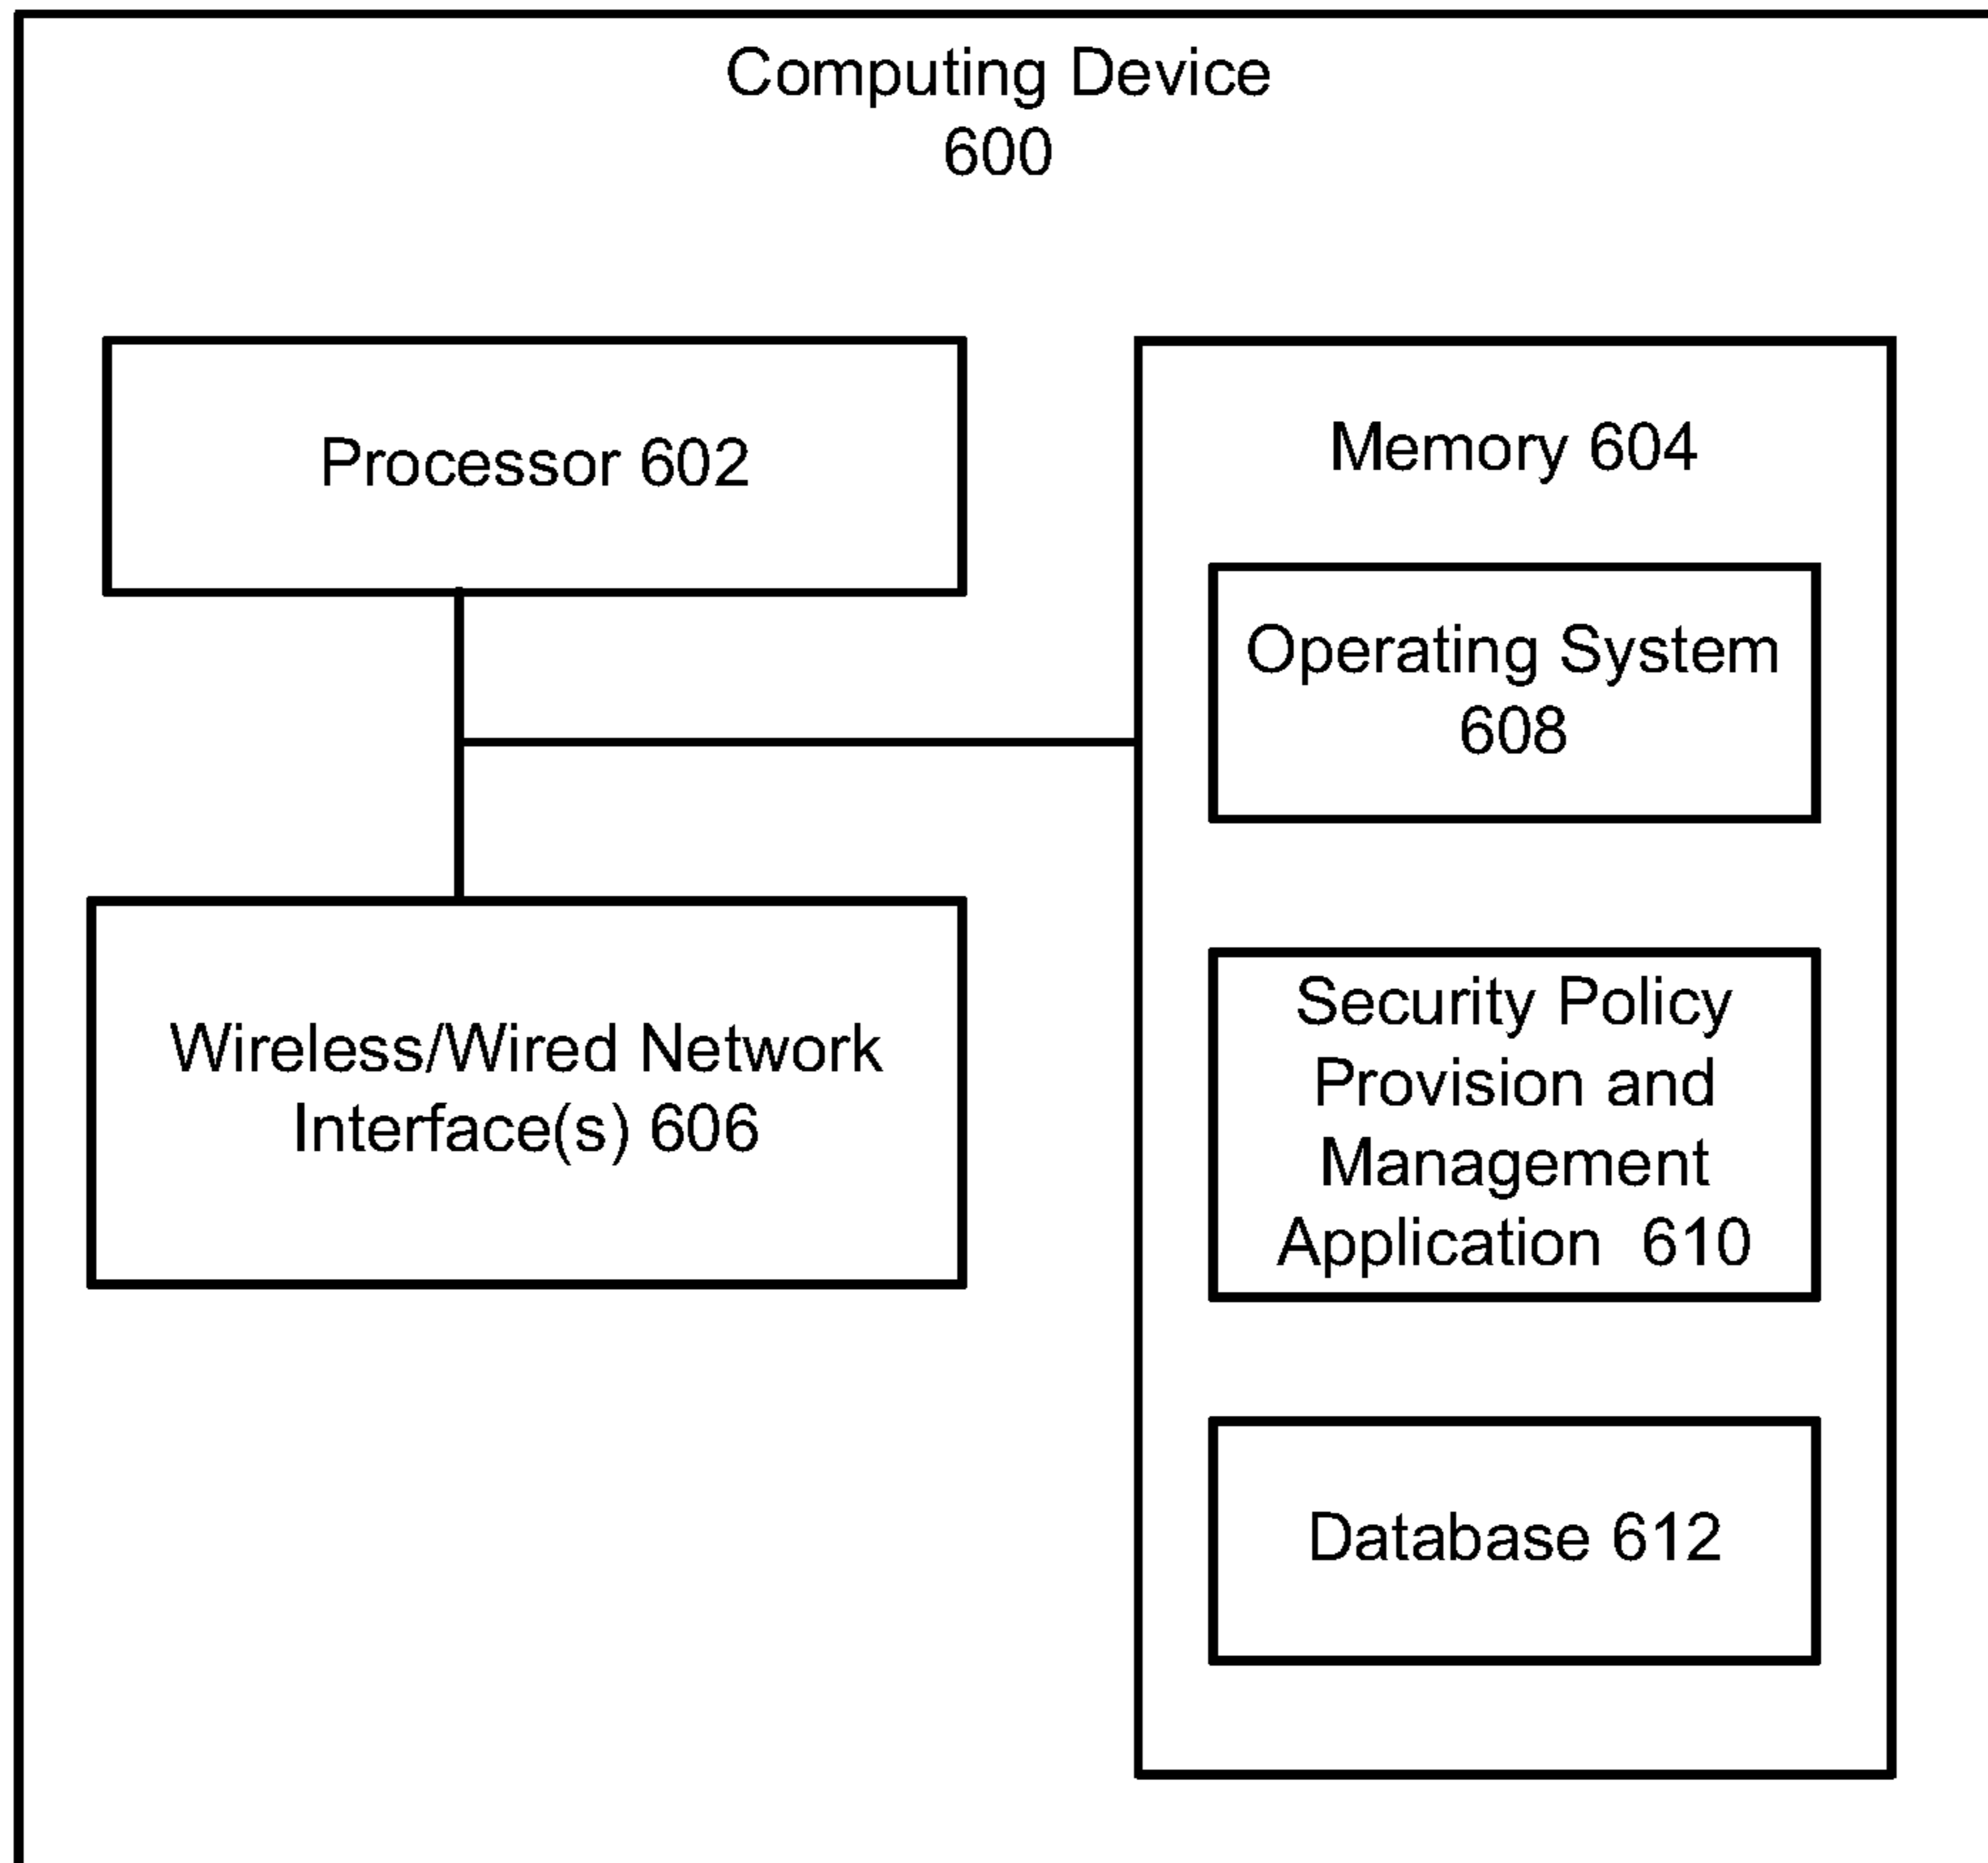 Computing Device
600
Processor 602
Memory 604
Operating System
608
Wireless/Wired Network
Interface(s) 606
Security Policy
Provision and
Management
Application 610
Database 612